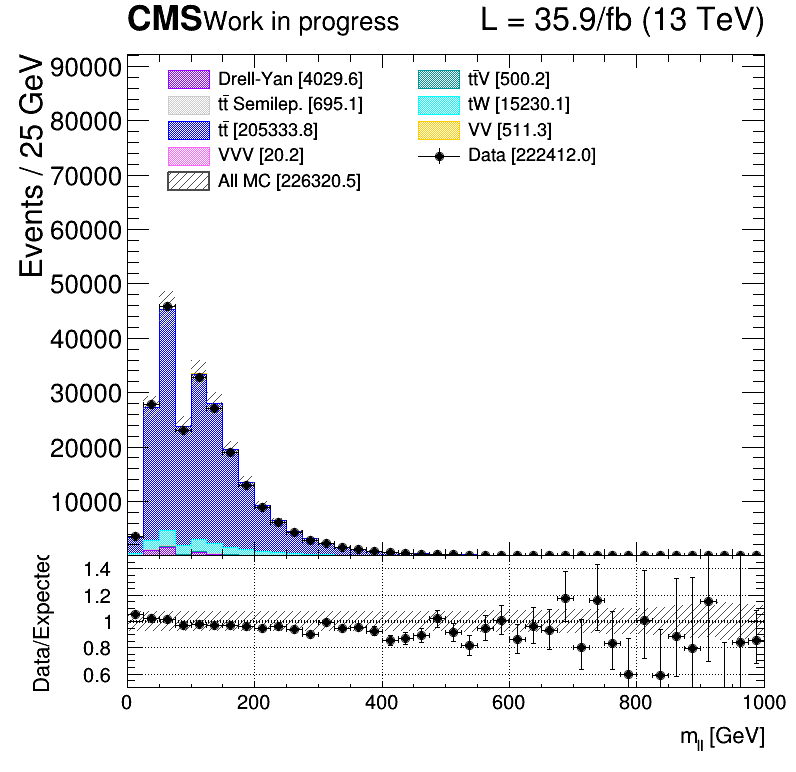 CMS Work in progress L = 35.9/fb (13 TeV)
Events / 25 GeV
90000
80000
70000
60000
50000
40000
30000
20000
10000
Drell-Yan [4029.6]
tt̄ Semilep. [695.1]
tt̄ [205333.8]
VVV [20.2]
All MC [226320.5]
tt̄V [500.2]
tW [15230.1]
VV [511.3]
Data [222412.0]
Data/Expected
1.4
1.2
1
0.8
0.6
0 200 400 600 800 1000
m_ll [GeV]